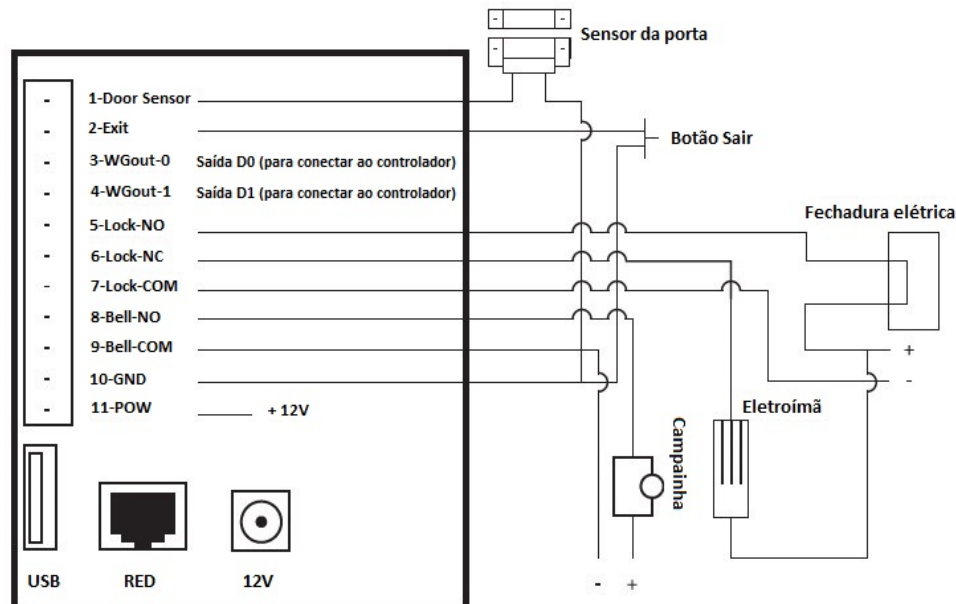 Sensor da porta
1-Door Sensor
2-Exit
Botão Sair
3-WGout-0 Saída D0 (para conectar ao controlador)
4-WGout-1 Saída D1 (para conectar ao controlador)
Fechadura elétrica
5-Lock-NO
6-Lock-NC
7-Lock-COM
8-Bell-NO
9-Bell-COM
+
10-GND
-
11-POW + 12V
Eletroímã
Campainha
USB
RED
12V
- +